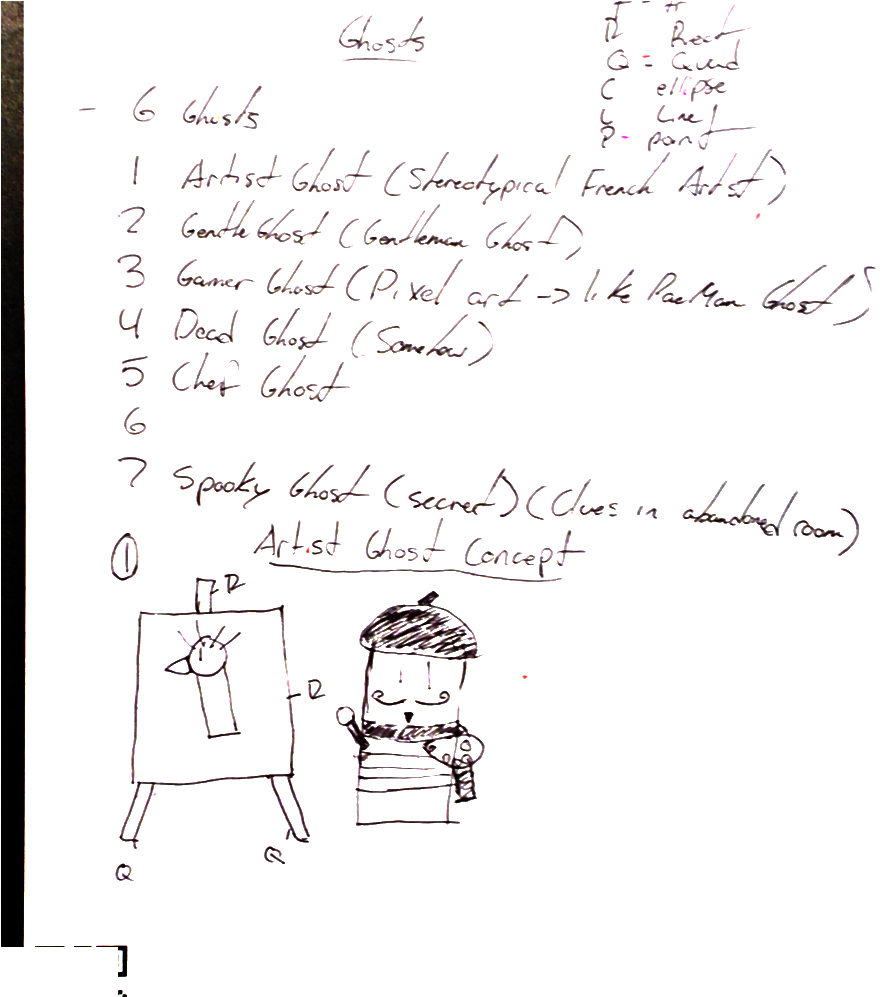 Ghosts
R Rect
Q = Quad
C ellipse
L Line
P - point
- 6 Ghosts
1 Artist Ghost (Stereotypical French Artist)
2 Gentle Ghost (Gentleman Ghost)
3 Gamer Ghost (Pixel art -> like PacMan Ghost)
4 Dead Ghost (Somehow)
5 Chef Ghost
6
7 Spooky Ghost (secret) (Clues in abandoned room)
1 Artist Ghost Concept
R
R
Q Q